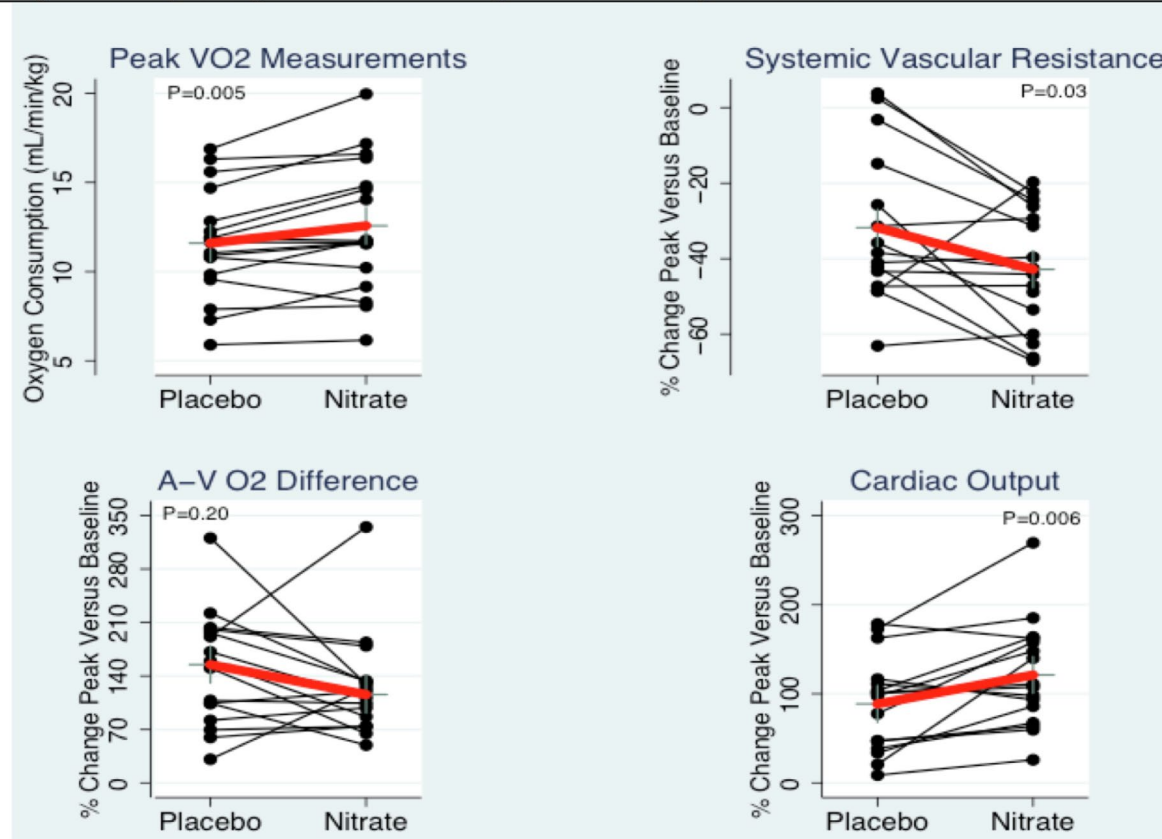 Peak VO2 Measurements
Oxygen Consumption (mL/min/kg)
P=0.005
20
15
10
5
Placebo Nitrate
Systemic Vascular Resistance
% Change Peak Versus Baseline
P=0.03
0
−20
−40
−60
Placebo Nitrate
A−V O2 Difference
% Change Peak Versus Baseline
P=0.20
350
280
210
140
70
0
Placebo Nitrate
Cardiac Output
% Change Peak Versus Baseline
P=0.006
300
200
100
0
Placebo Nitrate